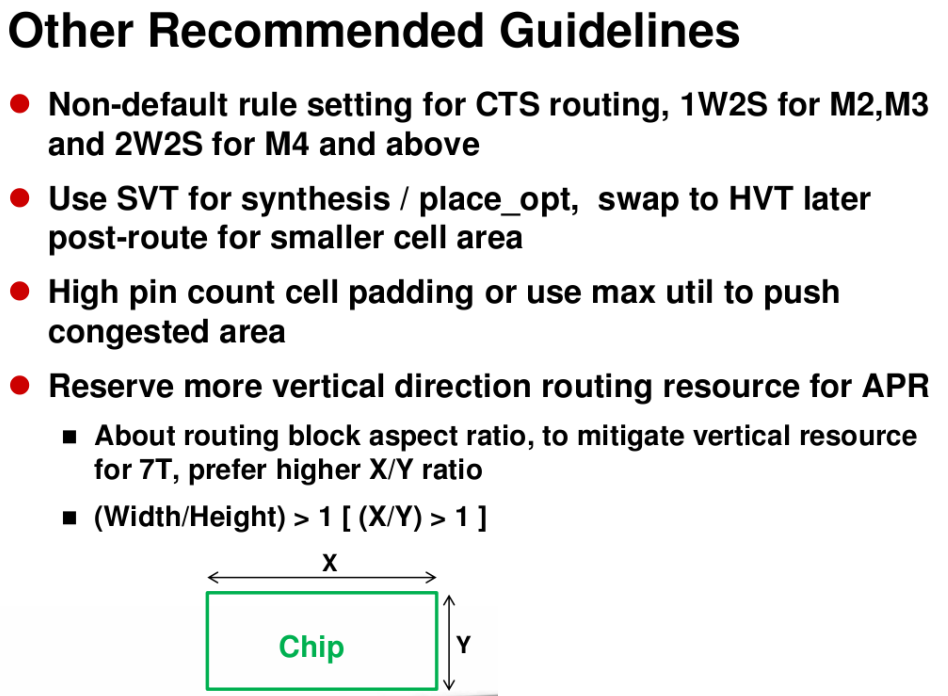 Other Recommended Guidelines
● Non-default rule setting for CTS routing, 1W2S for M2,M3
and 2W2S for M4 and above
● Use SVT for synthesis / place_opt, swap to HVT later
post-route for smaller cell area
● High pin count cell padding or use max util to push
congested area
● Reserve more vertical direction routing resource for APR
■ About routing block aspect ratio, to mitigate vertical resource
for 7T, prefer higher X/Y ratio
■ (Width/Height) > 1 [ (X/Y) > 1 ]
X
Chip
Y